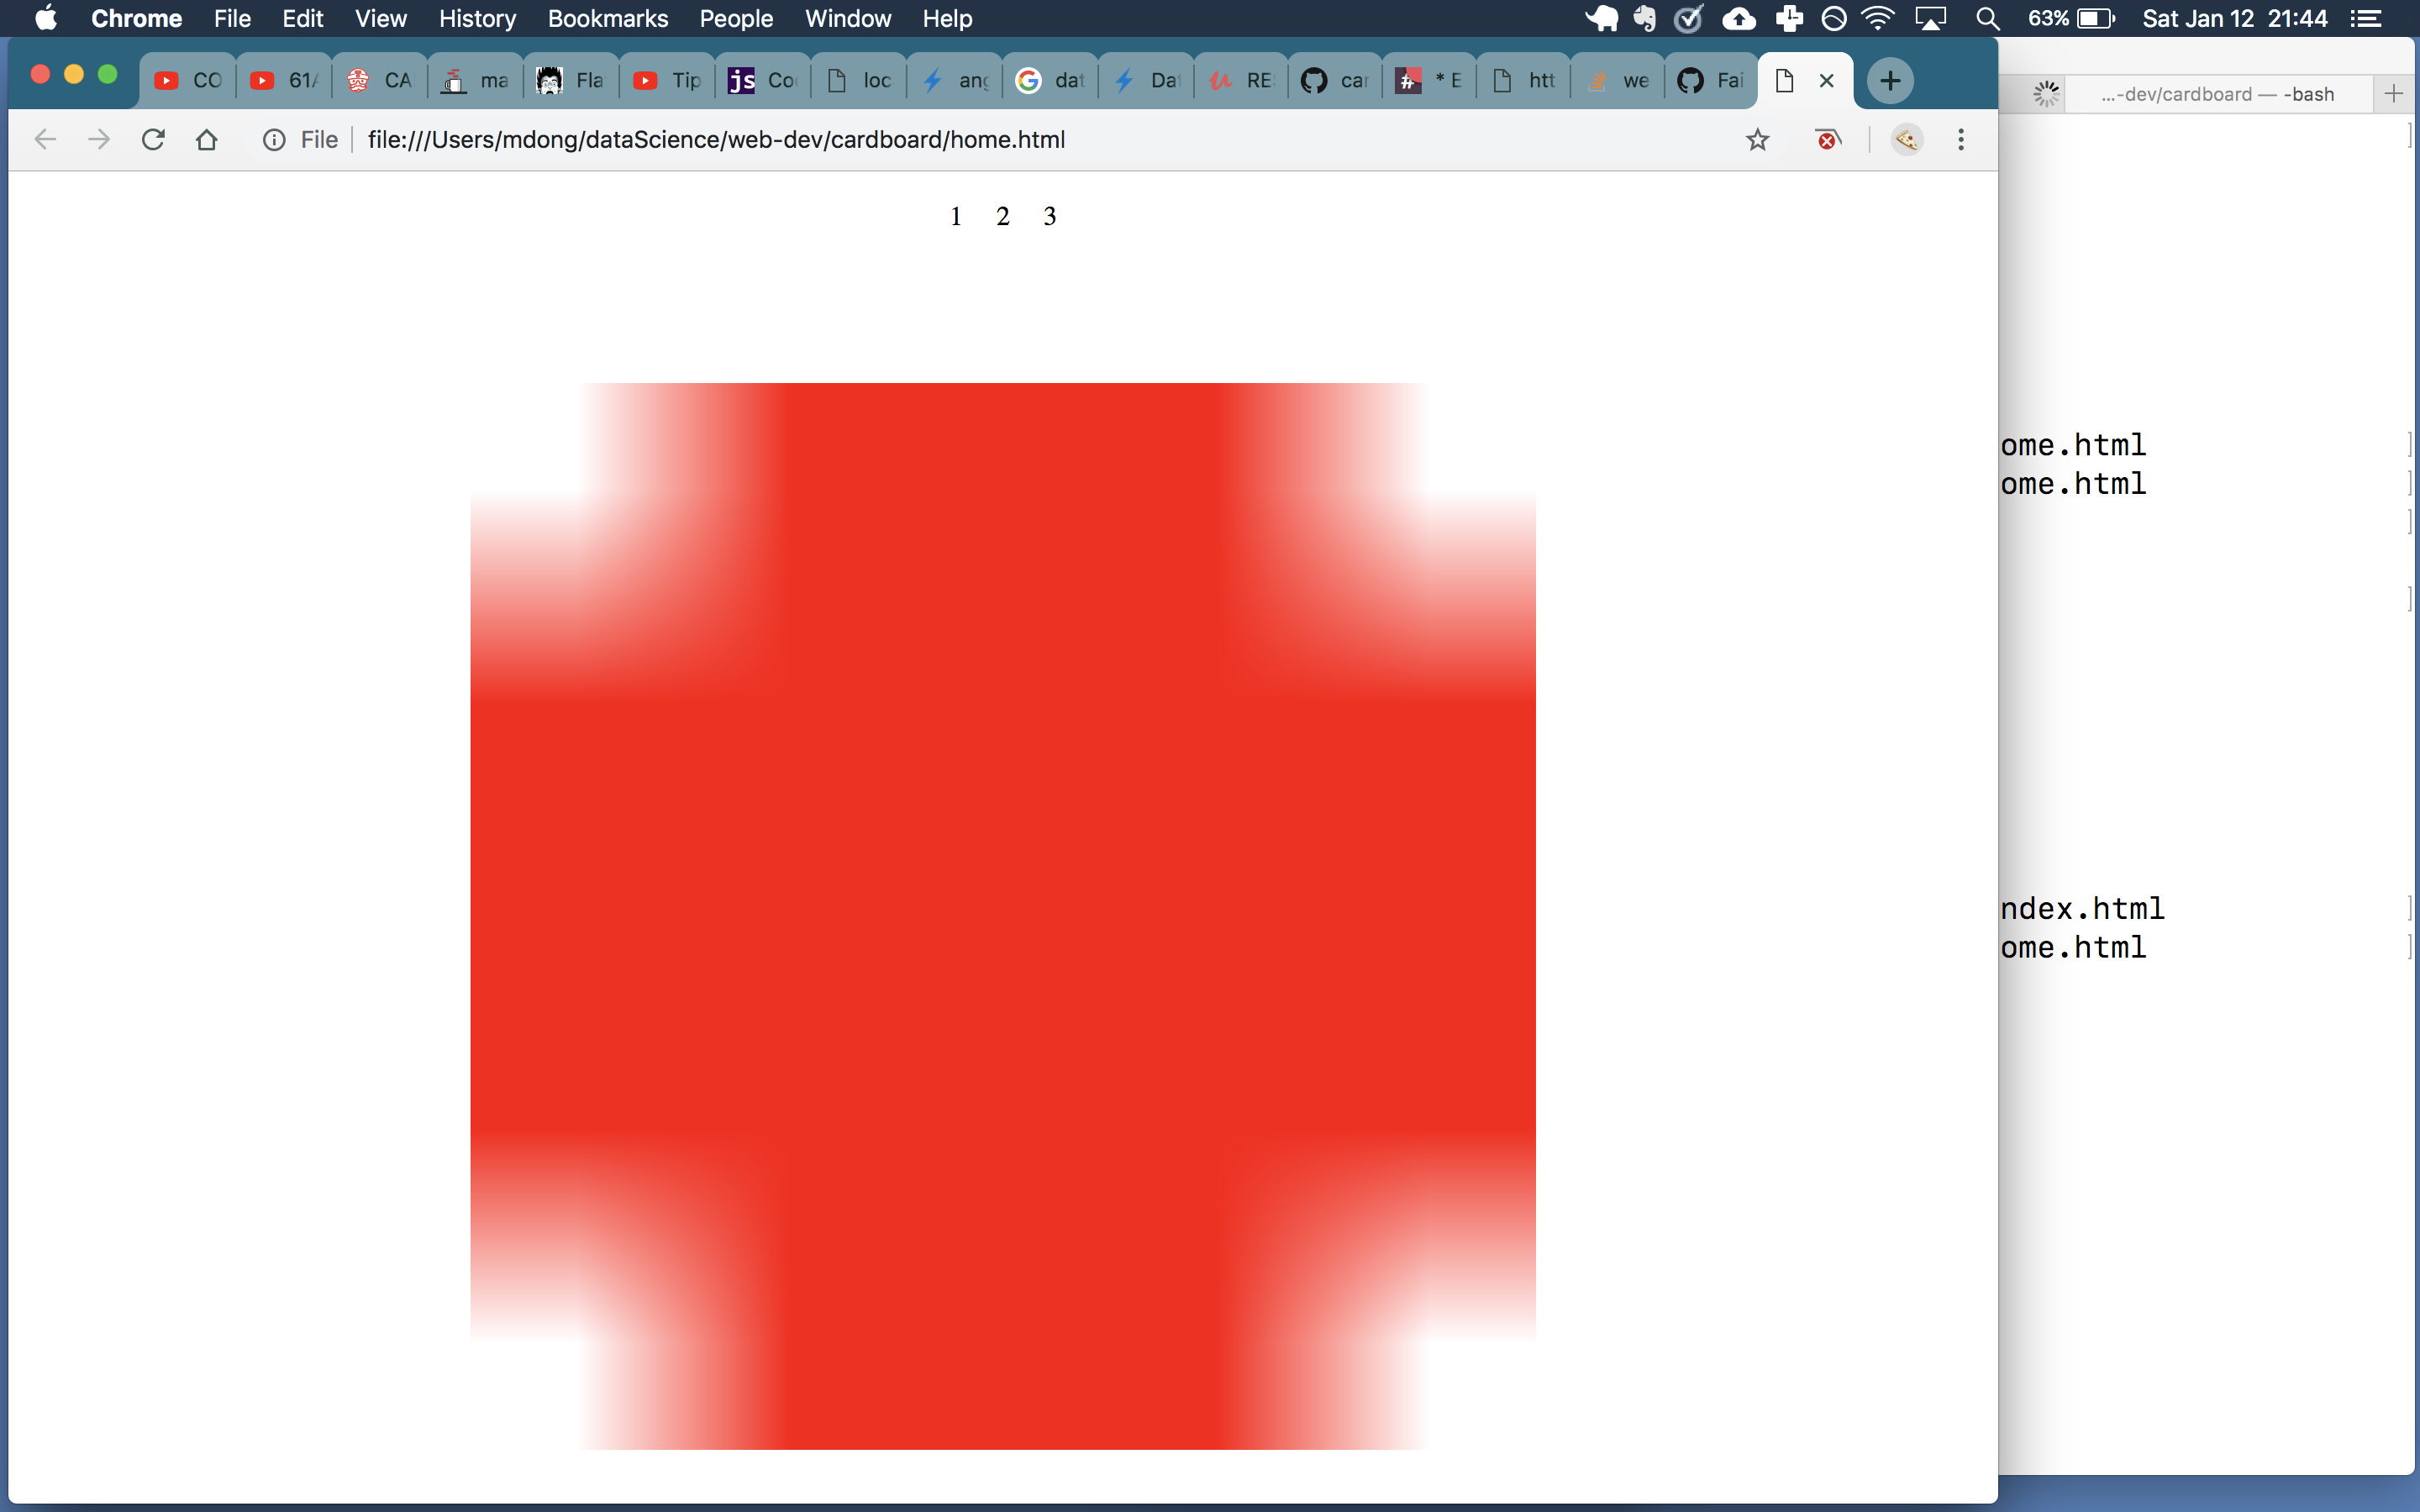 Chrome File Edit View History Bookmarks People Window Help 63% Sat Jan 12 21:44
CO 61A CA ma Fla Tip js Co loc ang dat Dat RE car * E htt we Fai
...-dev/cardboard — -bash
File file:///Users/mdong/dataScience/web-dev/cardboard/home.html
1 2 3
ome.html
ome.html
ndex.html
ome.html